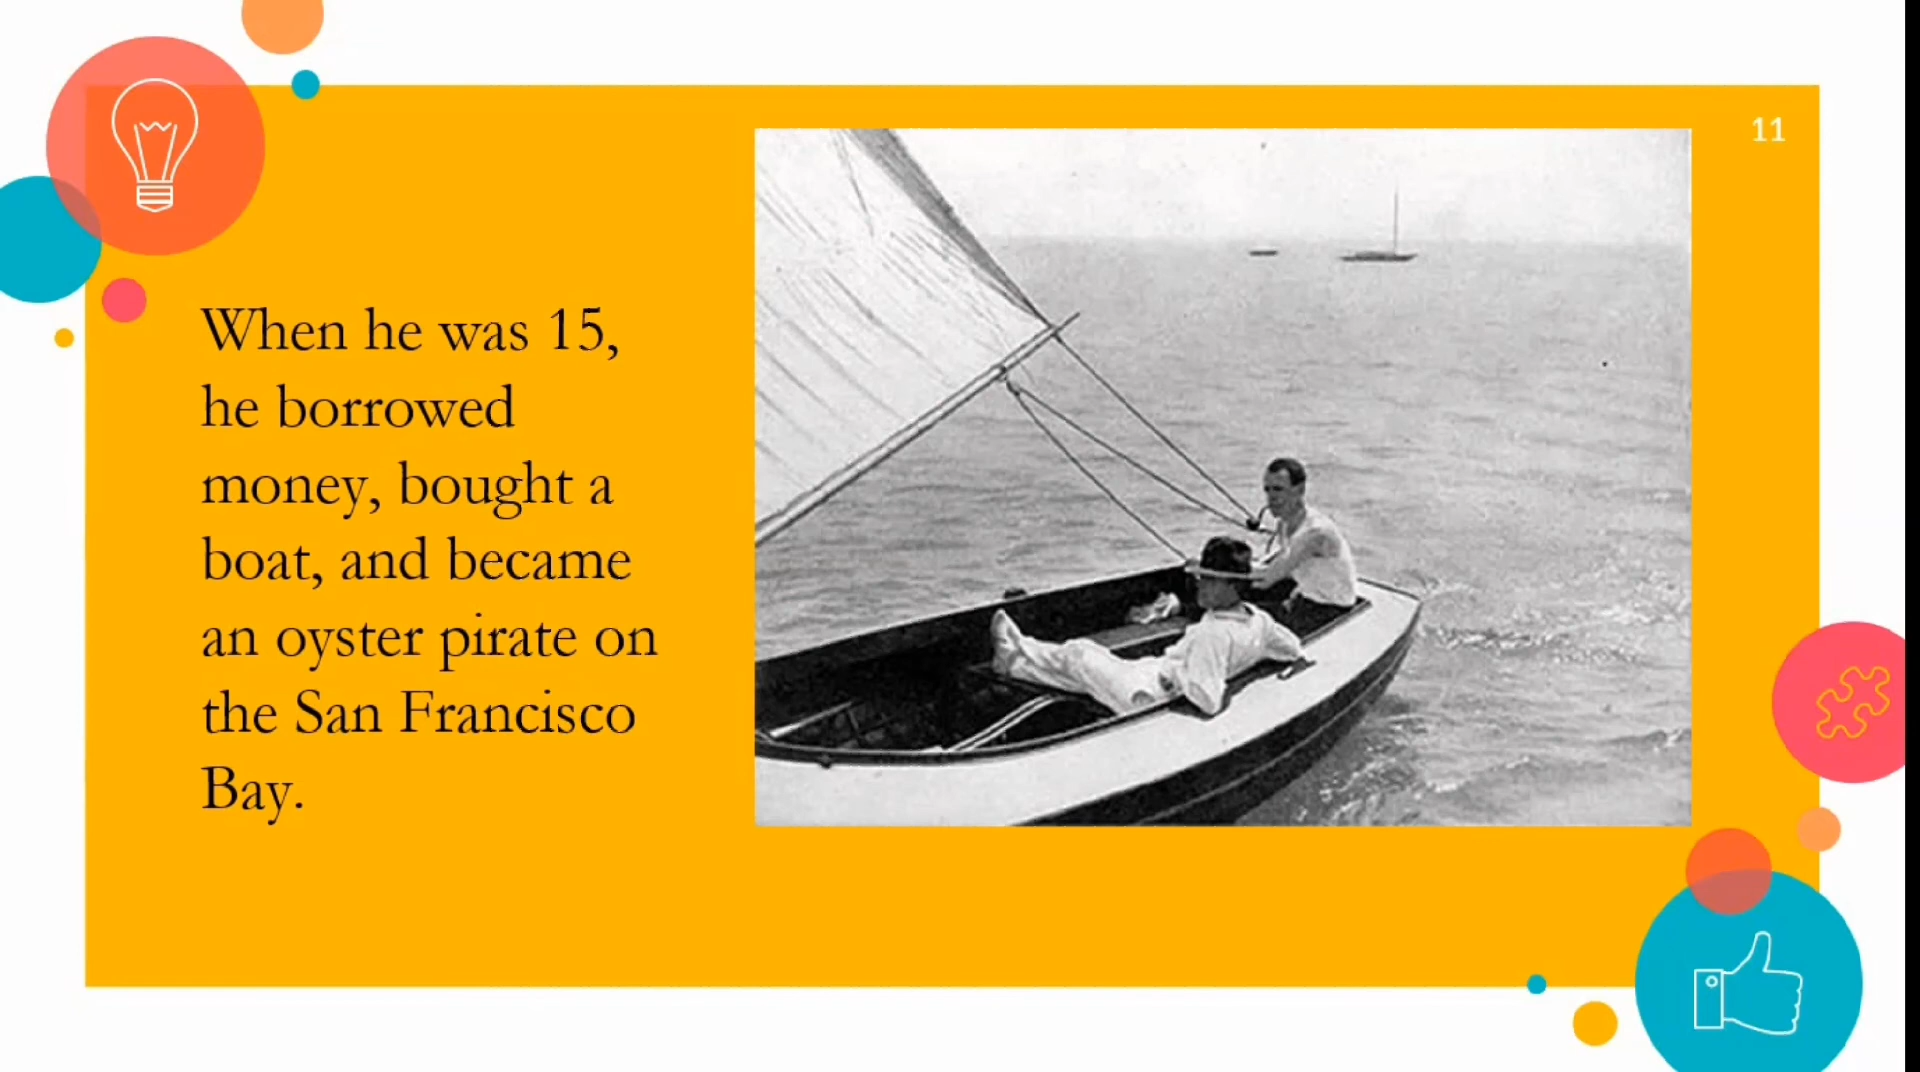 11
When he was 15,
he borrowed
money, bought a
boat, and became
an oyster pirate on
the San Francisco
Bay.